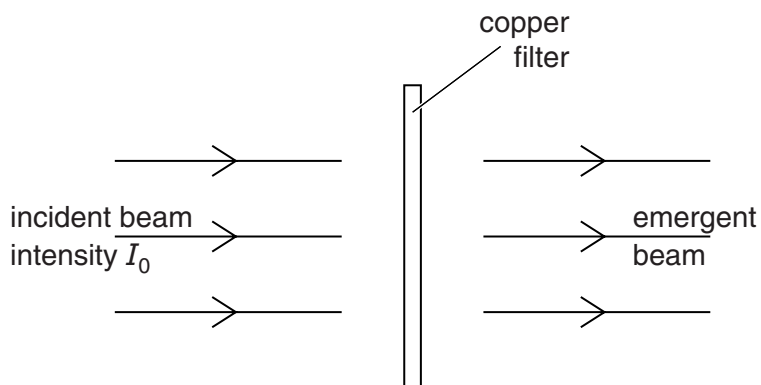 copper
filter
incident beam
intensity I₀
emergent
beam